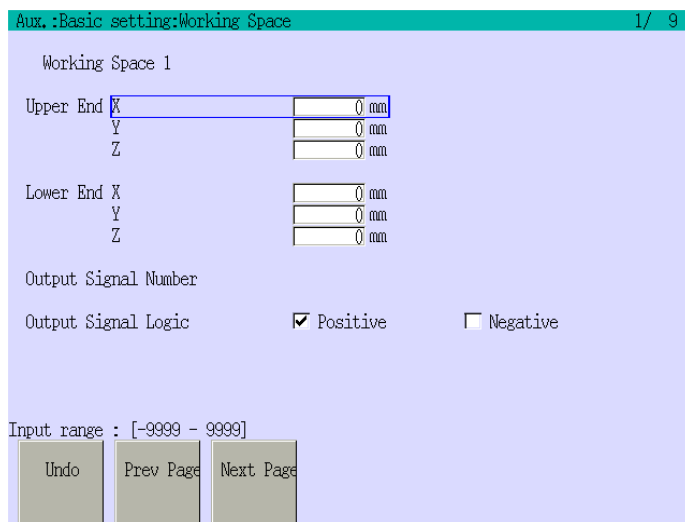 Aux.:Basic setting:Working Space 1/ 9
Working Space 1
Upper End X 0 mm
Y 0 mm
Z 0 mm
Lower End X 0 mm
Y 0 mm
Z 0 mm
Output Signal Number
Output Signal Logic Positive Negative
Input range : [-9999 - 9999]
Undo Prev Page Next Page